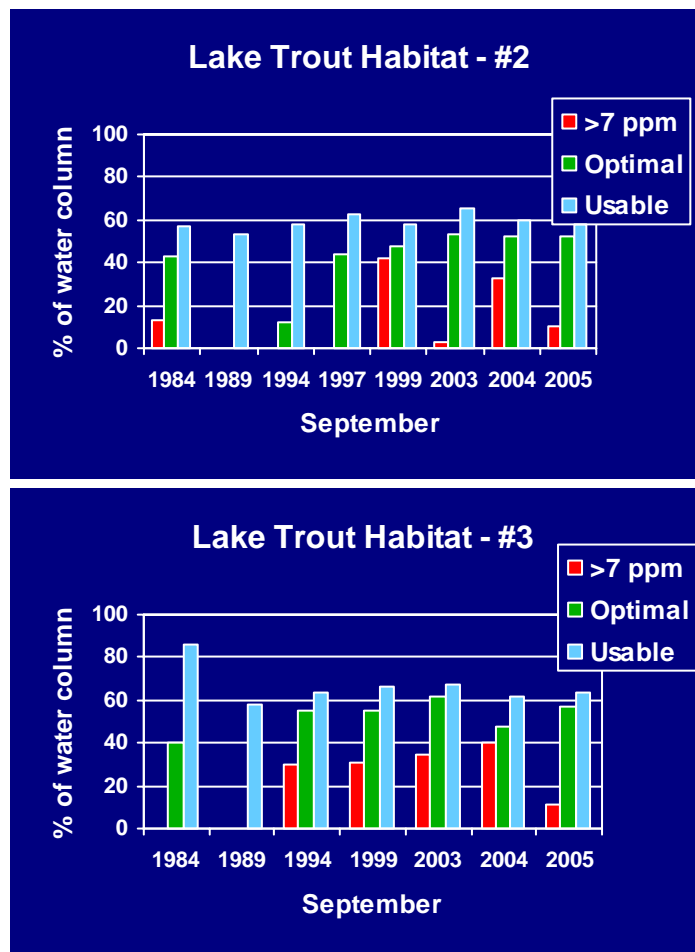 Lake Trout Habitat - #2
>7 ppm
Optimal
Usable
% of water column
100
80
60
40
20
0
1984 1989 1994 1997 1999 2003 2004 2005
September
Lake Trout Habitat - #3
>7 ppm
Optimal
Usable
% of water column
100
80
60
40
20
0
1984 1989 1994 1999 2003 2004 2005
September